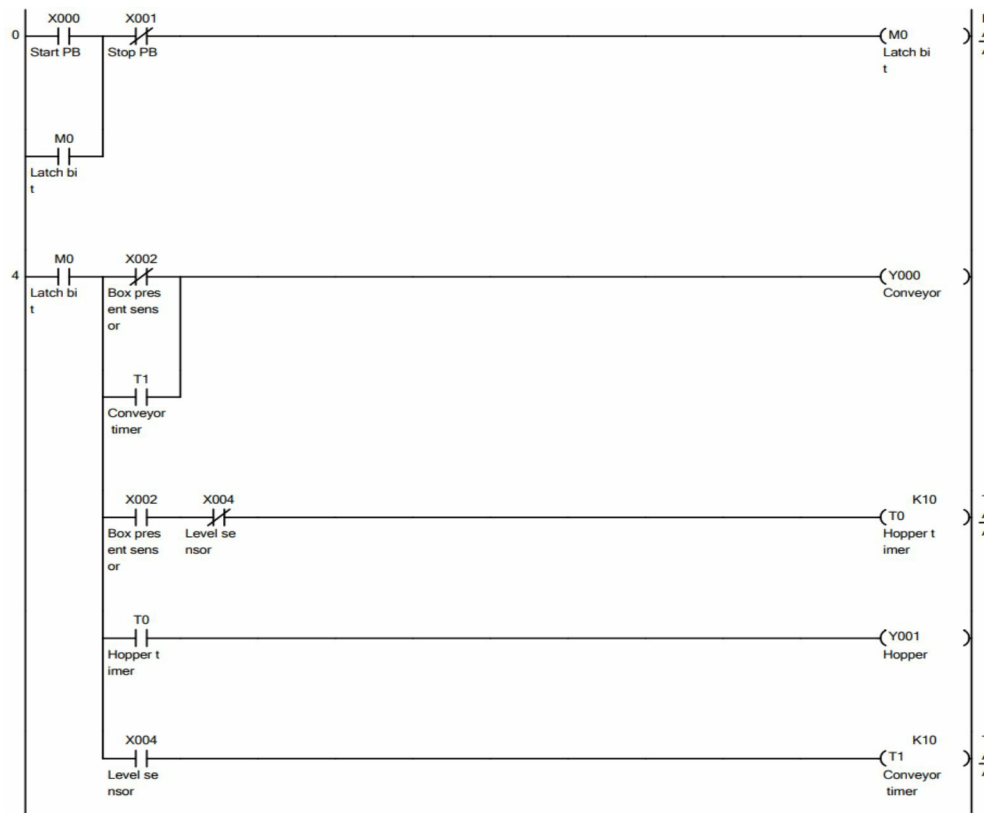 X000 X001
0 M0
Start PB Stop PB Latch bi
t
M0
Latch bi
t
M0 X002
4 Y000
Latch bi Box pres Conveyor
t ent sens
or
T1
Conveyor
timer
X002 X004 K10
T0
Box pres Level se Hopper t
ent sens nsor imer
or
T0
Y001
Hopper t Hopper
imer
X004 K10
T1
Level se Conveyor
nsor timer